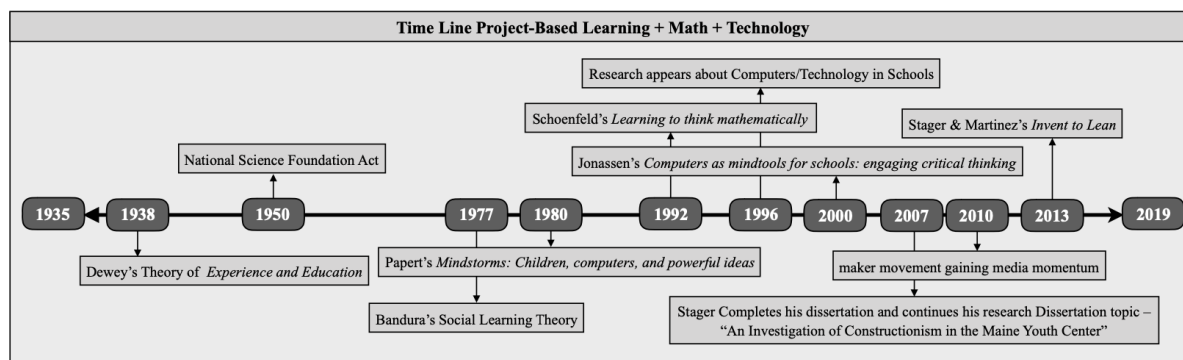 Time Line Project-Based Learning + Math + Technology
Research appears about Computers/Technology in Schools
Schoenfeld's Learning to think mathematically
Stager & Martinez's Invent to Lean
National Science Foundation Act
Jonassen's Computers as mindtools for schools: engaging critical thinking
1935
1938
1950
1977
1980
1992
1996
2000
2007
2010
2013
2019
Dewey's Theory of Experience and Education
Papert's Mindstorms: Children, computers, and powerful ideas
maker movement gaining media momentum
Bandura's Social Learning Theory
Stager Completes his dissertation and continues his research Dissertation topic –
“An Investigation of Constructionism in the Maine Youth Center”